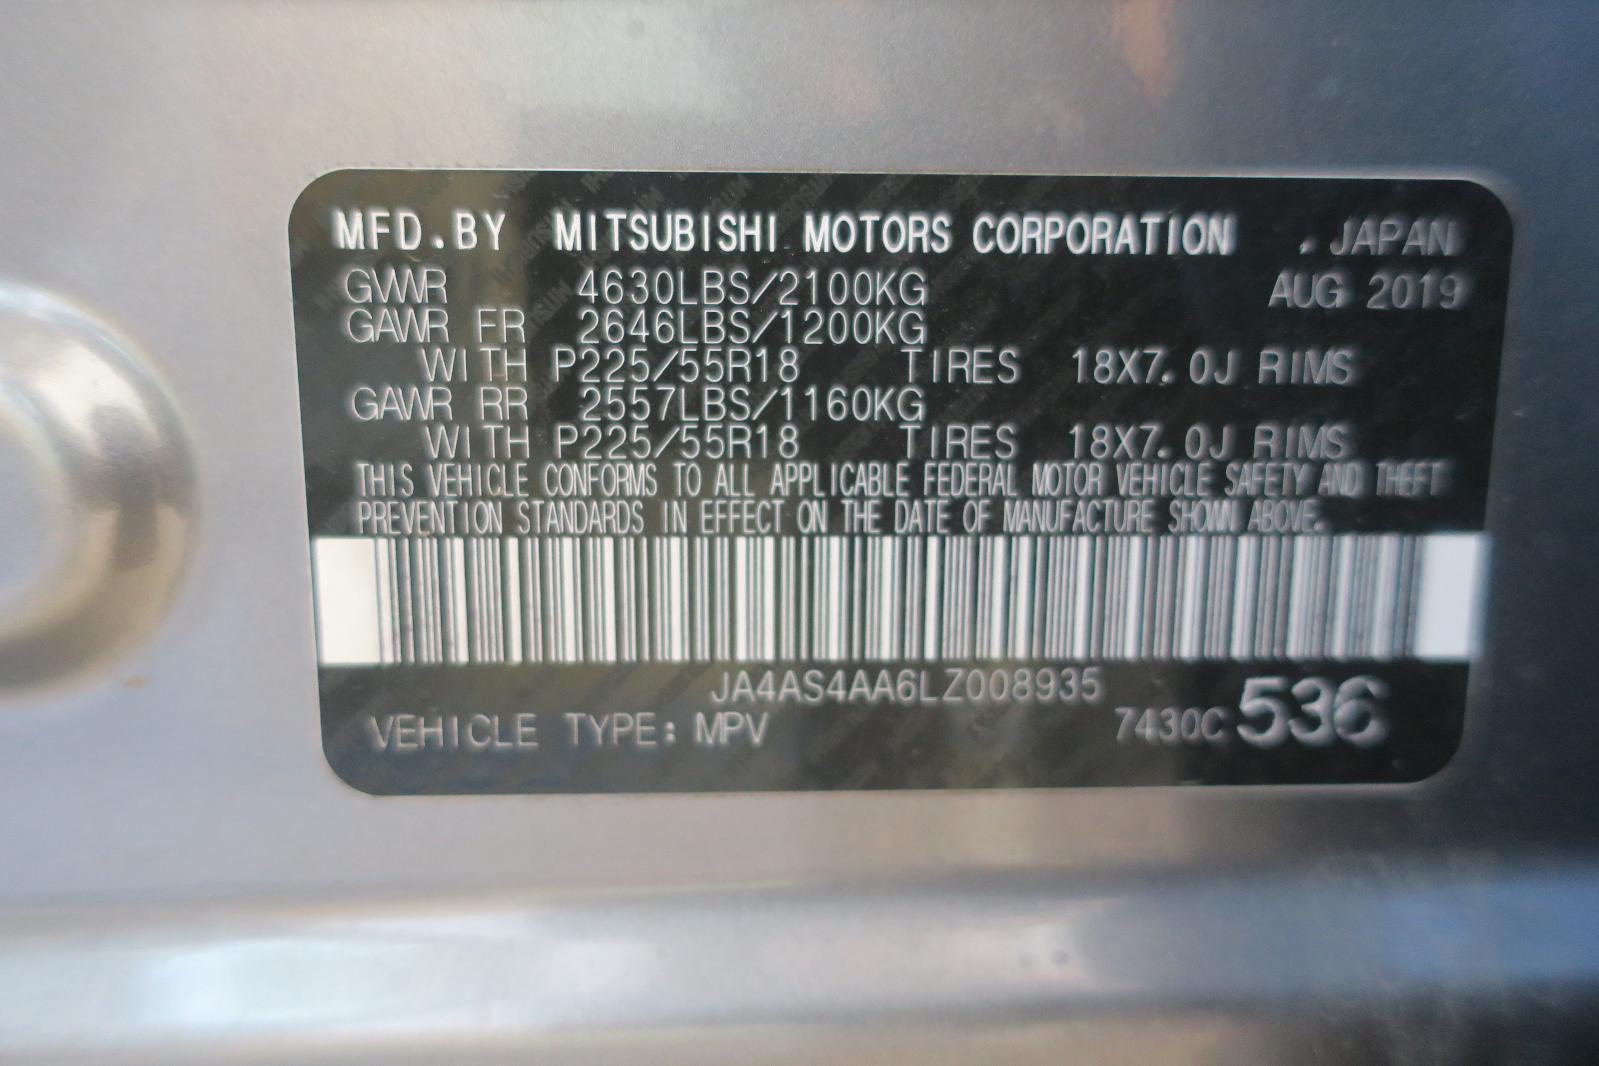 MFD.BY MITSUBISHI MOTORS CORPORATION .JAPAN
GVWR 4630LBS/2100KG AUG 2019
GAWR FR 2646LBS/1200KG
WITH P225/55R18 TIRES 18X7.0J RIMS
GAWR RR 2557LBS/1160KG
WITH P225/55R18 TIRES 18X7.0J RIMS
THIS VEHICLE CONFORMS TO ALL APPLICABLE FEDERAL MOTOR VEHICLE SAFETY AND THEFT
PREVENTION STANDARDS IN EFFECT ON THE DATE OF MANUFACTURE SHOWN ABOVE.
JA4AS4AA6LZ008935
VEHICLE TYPE: MPV 7430C 536